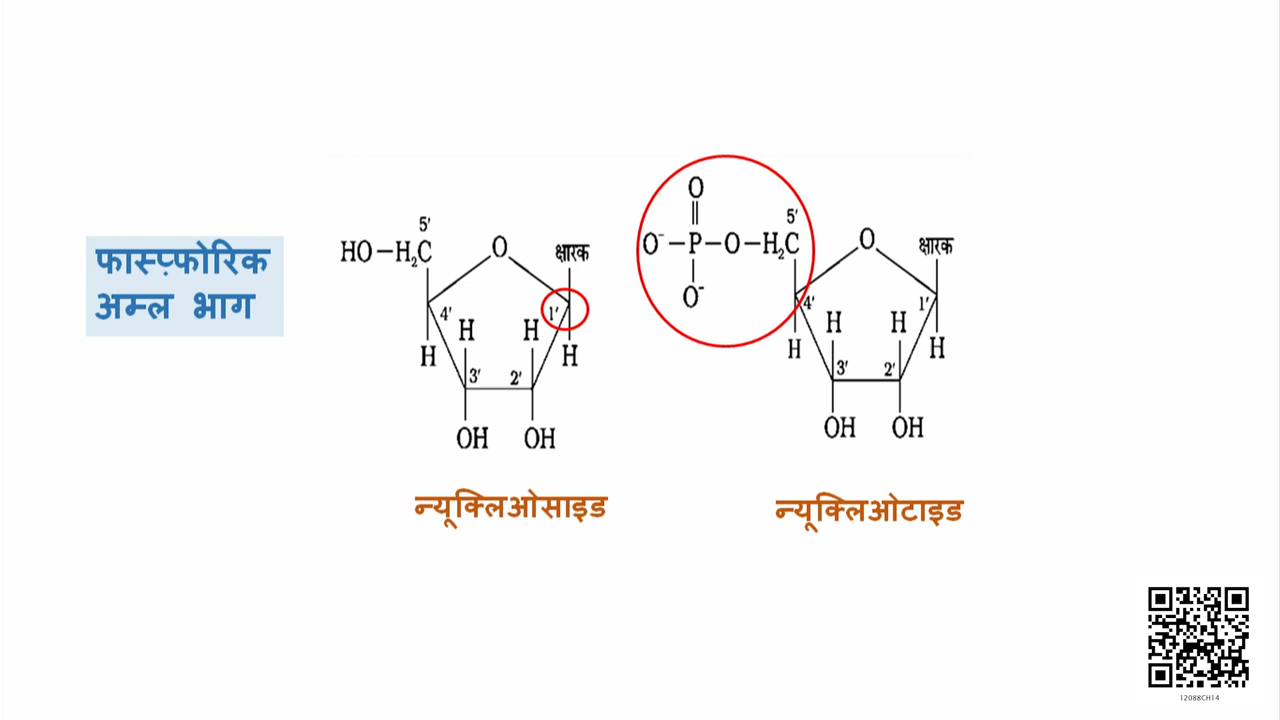 फास्प़्फोरिक
अम्ल भाग
5′
HO–H₂C
O
क्षारक
4′
1′
H
H
H
H
3′
2′
OH
OH
न्यूक्लिओसाइड
O
5′
O⁻–P–O–H₂C
O
क्षारक
O⁻
4′
1′
H
H
H
H
3′
2′
OH
OH
न्यूक्लिओटाइड
12088CH14